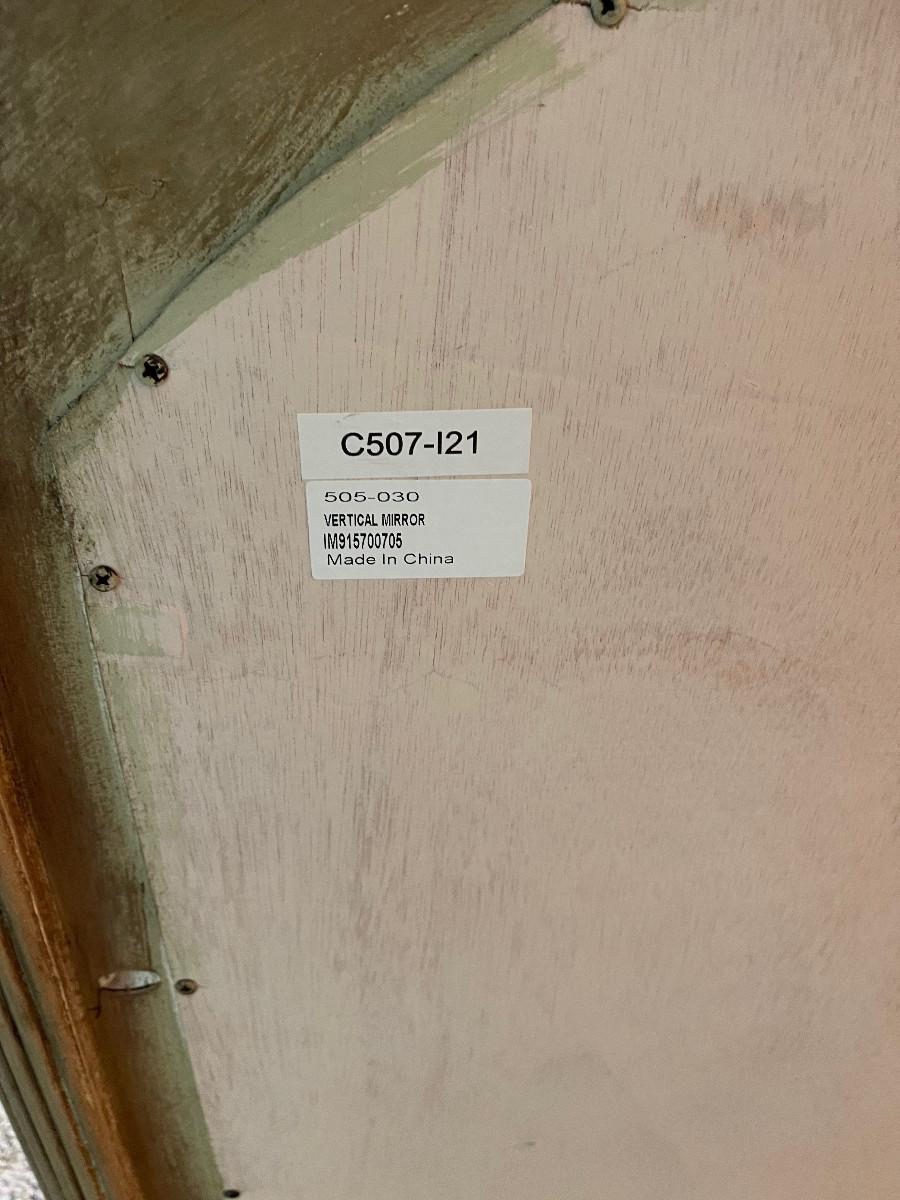 C507-I21
505-030
VERTICAL MIRROR
IM915700705
Made In China